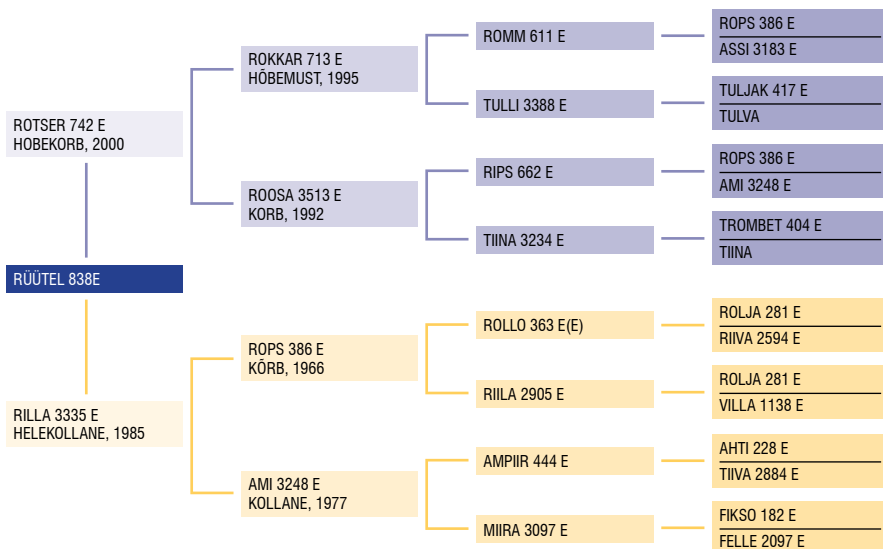 ROTSER 742 E
HOBEKORB, 2000
RÜÜTEL 838E
RILLA 3335 E
HELEKOLLANE, 1985
ROKKAR 713 E
HÕBEMUST, 1995
ROOSA 3513 E
KORB, 1992
ROPS 386 E
KÕRB, 1966
AMI 3248 E
KOLLANE, 1977
ROMM 611 E
TULLI 3388 E
RIPS 662 E
TIINA 3234 E
ROLLO 363 E(E)
RIILA 2905 E
AMPIIR 444 E
MIIRA 3097 E
ROPS 386 E
ASSI 3183 E
TULJAK 417 E
TULVA
ROPS 386 E
AMI 3248 E
TROMBET 404 E
TIINA
ROLJA 281 E
RIIVA 2594 E
ROLJA 281 E
VILLA 1138 E
AHTI 228 E
TIIVA 2884 E
FIKSO 182 E
FELLE 2097 E